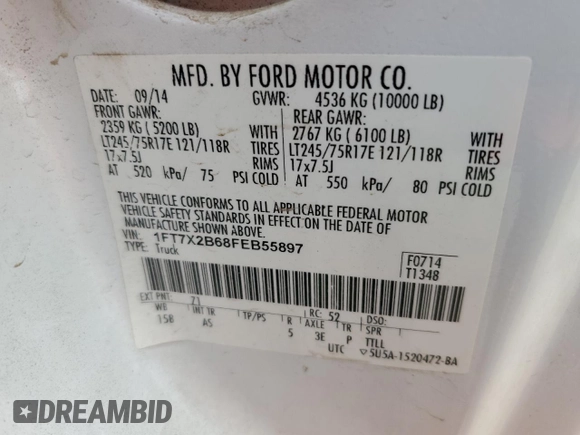 MFD. BY FORD MOTOR CO.
DATE: 09/14 GVWR: 4536 KG (10000 LB)
FRONT GAWR: REAR GAWR:
2359 KG (5200 LB) WITH 2767 KG (6100 LB) WITH
LT245/75R17E 121/118R TIRES LT245/75R17E 121/118R TIRES
17x7.5J RIMS 17x7.5J RIMS
AT 520 kPa/ 75 PSI COLD AT 550 kPa/ 80 PSI COLD
THIS VEHICLE CONFORMS TO ALL APPLICABLE FEDERAL MOTOR
VEHICLE SAFETY STANDARDS IN EFFECT ON THE DATE OF
MANUFACTURE SHOWN ABOVE.
VIN: 1FT7X2B68FEB55897
TYPE: Truck
F0714
T1348
EXT PNT: 71 RC: 52 DSO:
WB INT TR TP/PS R AXLE TR SPR
158 AS 5 3E P TTLL
UTC ▽5U5A-1520472-BA
DREAMBID